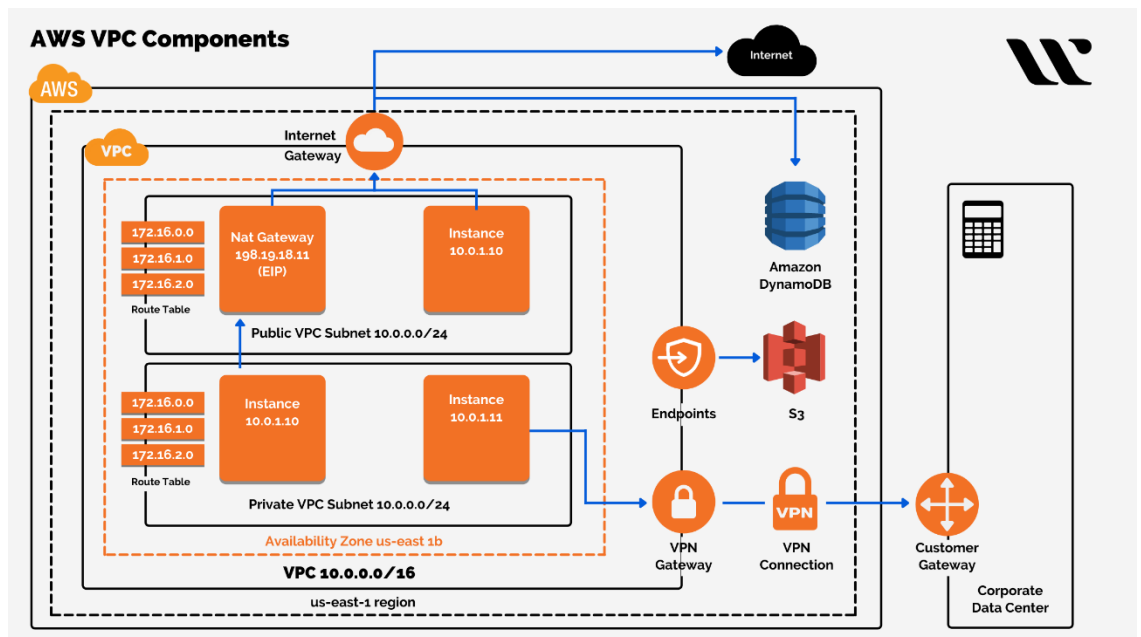 AWS VPC Components
Internet
AWS
Internet
Gateway
VPC
172.16.0.0
172.16.1.0
172.16.2.0
Route Table
Nat Gateway
198.19.18.11
(EIP)
Instance
10.0.1.10
Public VPC Subnet 10.0.0.0/24
Amazon
DynamoDB
172.16.0.0
172.16.1.0
172.16.2.0
Route Table
Instance
10.0.1.10
Instance
10.0.1.11
Private VPC Subnet 10.0.0.0/24
Endpoints
S3
Availability Zone us-east 1b
VPC 10.0.0.0/16
us-east-1 region
VPN
Gateway
VPN
VPN
Connection
Customer
Gateway
Corporate
Data Center